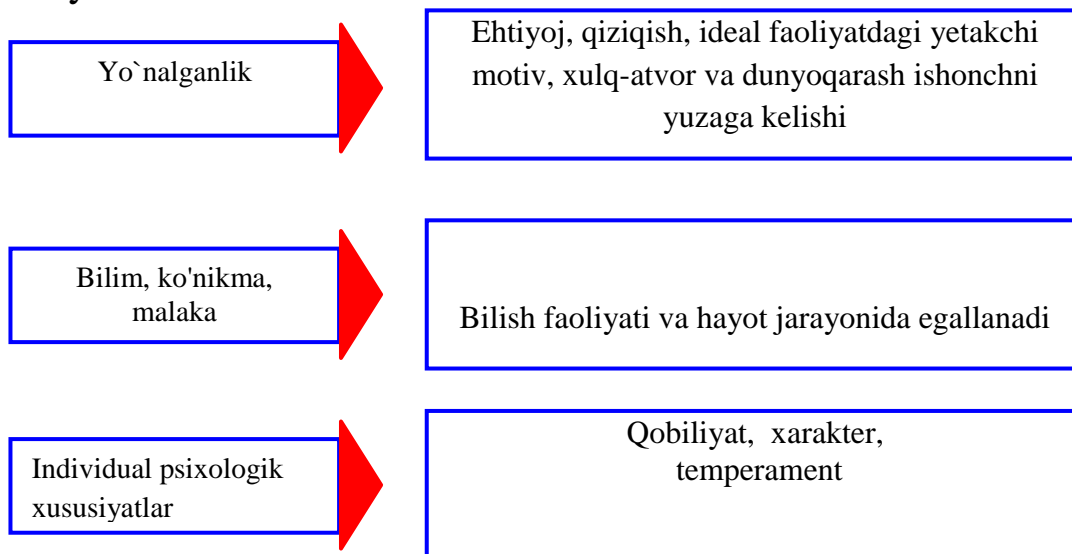 Yo`nalganlik
Ehtiyoj, qiziqish, ideal faoliyatdagi yetakchi
motiv, xulq-atvor va dunyoqarash ishonchni
yuzaga kelishi
Bilim, ko'nikma,
malaka
Bilish faoliyati va hayot jarayonida egallanadi
Individual psixologik
xususiyatlar
Qobiliyat, xarakter,
temperament